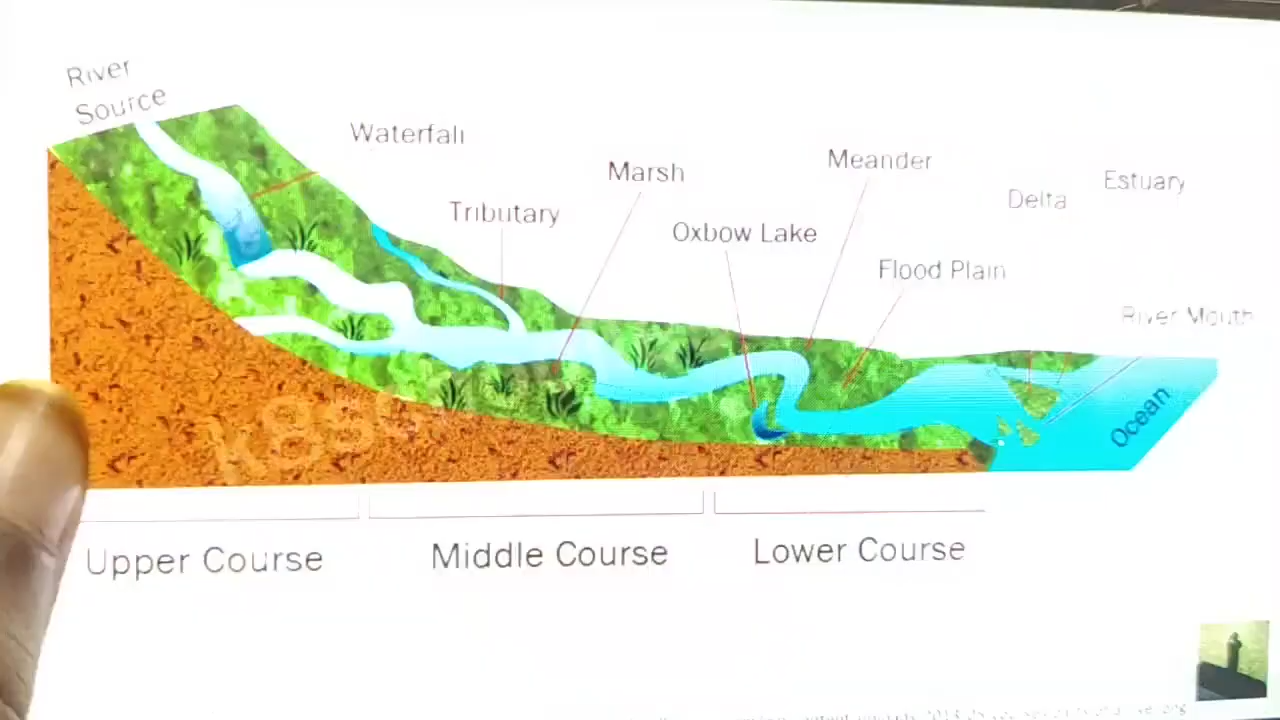 River
Source
Waterfall
Marsh
Meander
Estuary
Delta
Tributary
Oxbow Lake
Flood Plain
River Mouth
Ocean
Upper Course
Middle Course
Lower Course